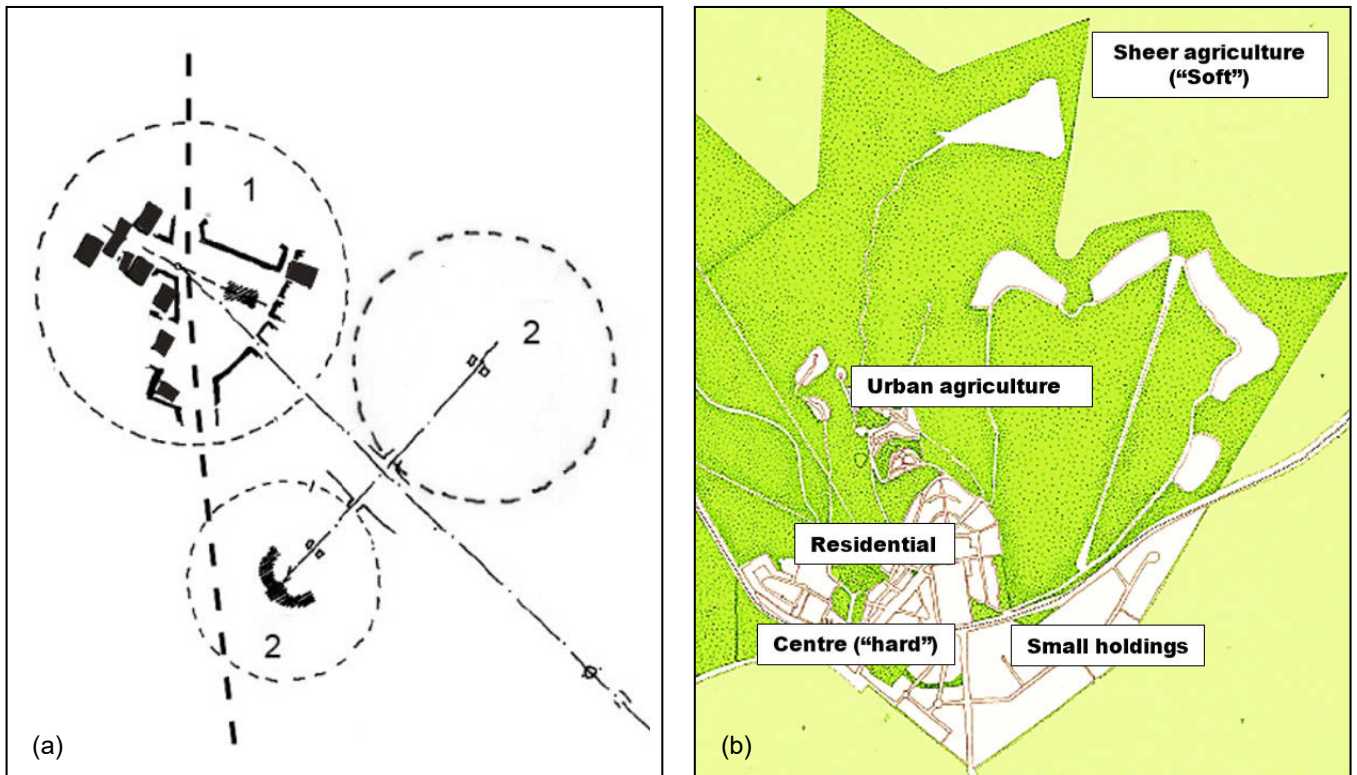 1
2
2
(a)
Sheer agriculture
(“Soft”)
Urban agriculture
Residential
Centre (“hard”)
Small holdings
(b)